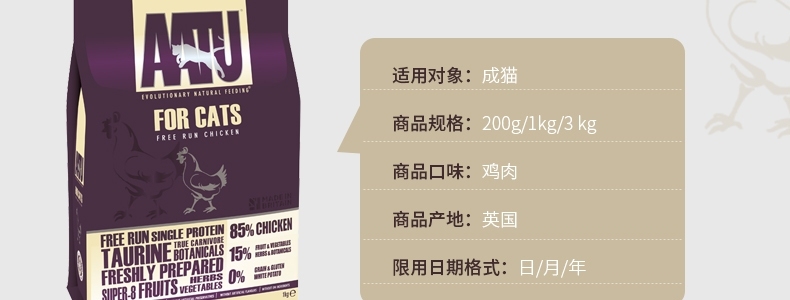 AATU
EVOLUTIONARY NATURAL FEEDING
FOR CATS
FREE RUN CHICKEN
FREE RUN SINGLE PROTEIN
TAURINE TRUE CARNIVORE BOTANICALS
FRESHLY PREPARED
SUPER-8 FRUITS HERBS VEGETABLES
85% CHICKEN
15% FRUIT & VEGETABLES HERBS & BOTANICALS
0% GRAIN & GLUTEN WHITE POTATO
1kg℮
适用对象：成猫
商品规格：200g/1kg/3 kg
商品口味：鸡肉
商品产地：英国
限用日期格式：日/月/年